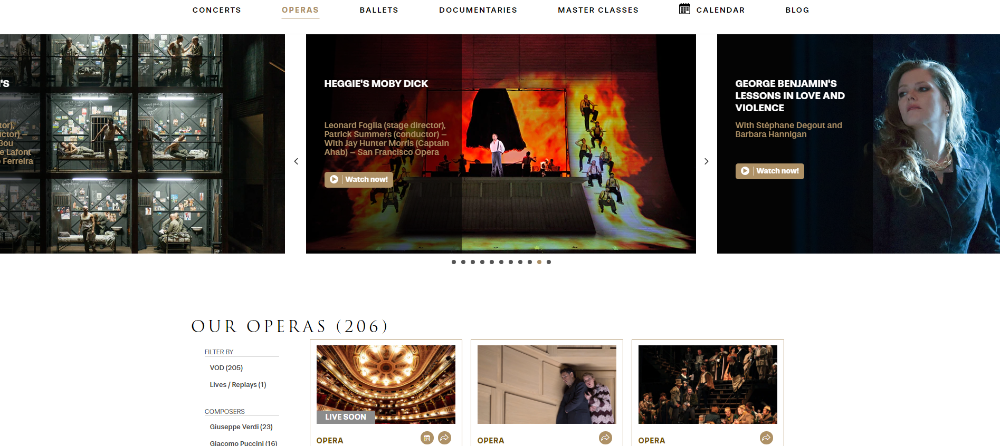 CONCERTS
OPERAS
BALLETS
DOCUMENTARIES
MASTER CLASSES
CALENDAR
BLOG
'S
tor),
uctor) –
Bou
e Lafont
o Ferreira
HEGGIE'S MOBY DICK
Leonard Foglia (stage director),
Patrick Summers (conductor) –
With Jay Hunter Morris (Captain
Ahab) – San Francisco Opera
Watch now!
GEORGE BENJAMIN'S
LESSONS IN LOVE AND
VIOLENCE
With Stéphane Degout and
Barbara Hannigan
Watch now!
OUR OPERAS (206)
FILTER BY
VOD (205)
Lives / Replays (1)
COMPOSERS
Giuseppe Verdi (23)
Giacomo Puccini (16)
LIVE SOON
OPERA
OPERA
OPERA